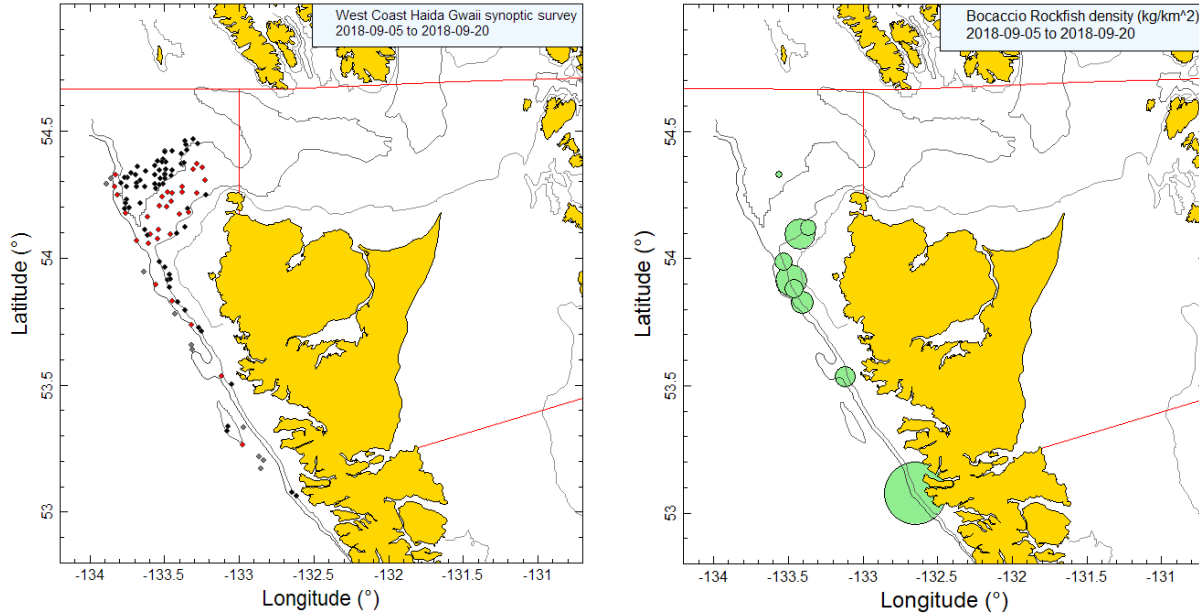 West Coast Haida Gwaii synoptic survey
2018-09-05 to 2018-09-20
54.5
54
53.5
53
Latitude (°)
-134
-133.5
-133
-132.5
-132
-131.5
-131
Longitude (°)
Bocaccio Rockfish density (kg/km^2)
2018-09-05 to 2018-09-20
54.5
54
53.5
53
Latitude (°)
-134
-133.5
-133
-132.5
-132
-131.5
-131
Longitude (°)